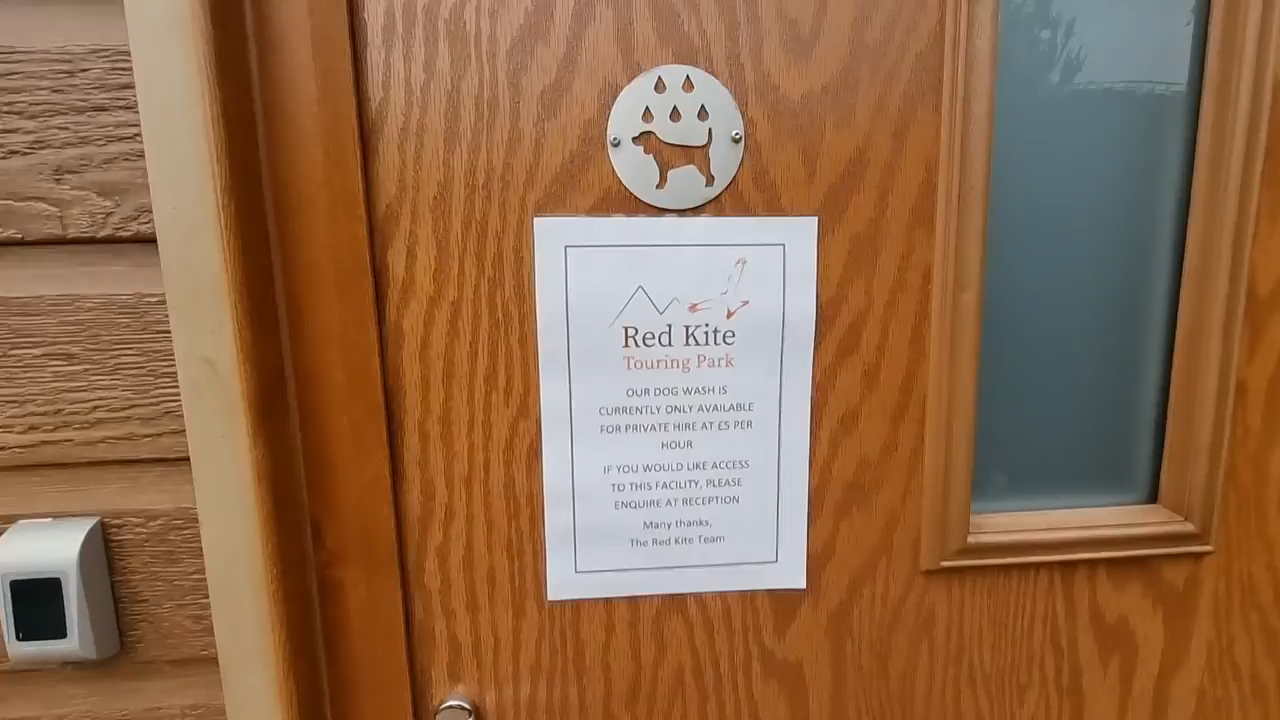 Red Kite
Touring Park
OUR DOG WASH IS
CURRENTLY ONLY AVAILABLE
FOR PRIVATE HIRE AT £5 PER
HOUR
IF YOU WOULD LIKE ACCESS
TO THIS FACILITY, PLEASE
ENQUIRE AT RECEPTION
Many thanks,
The Red Kite Team